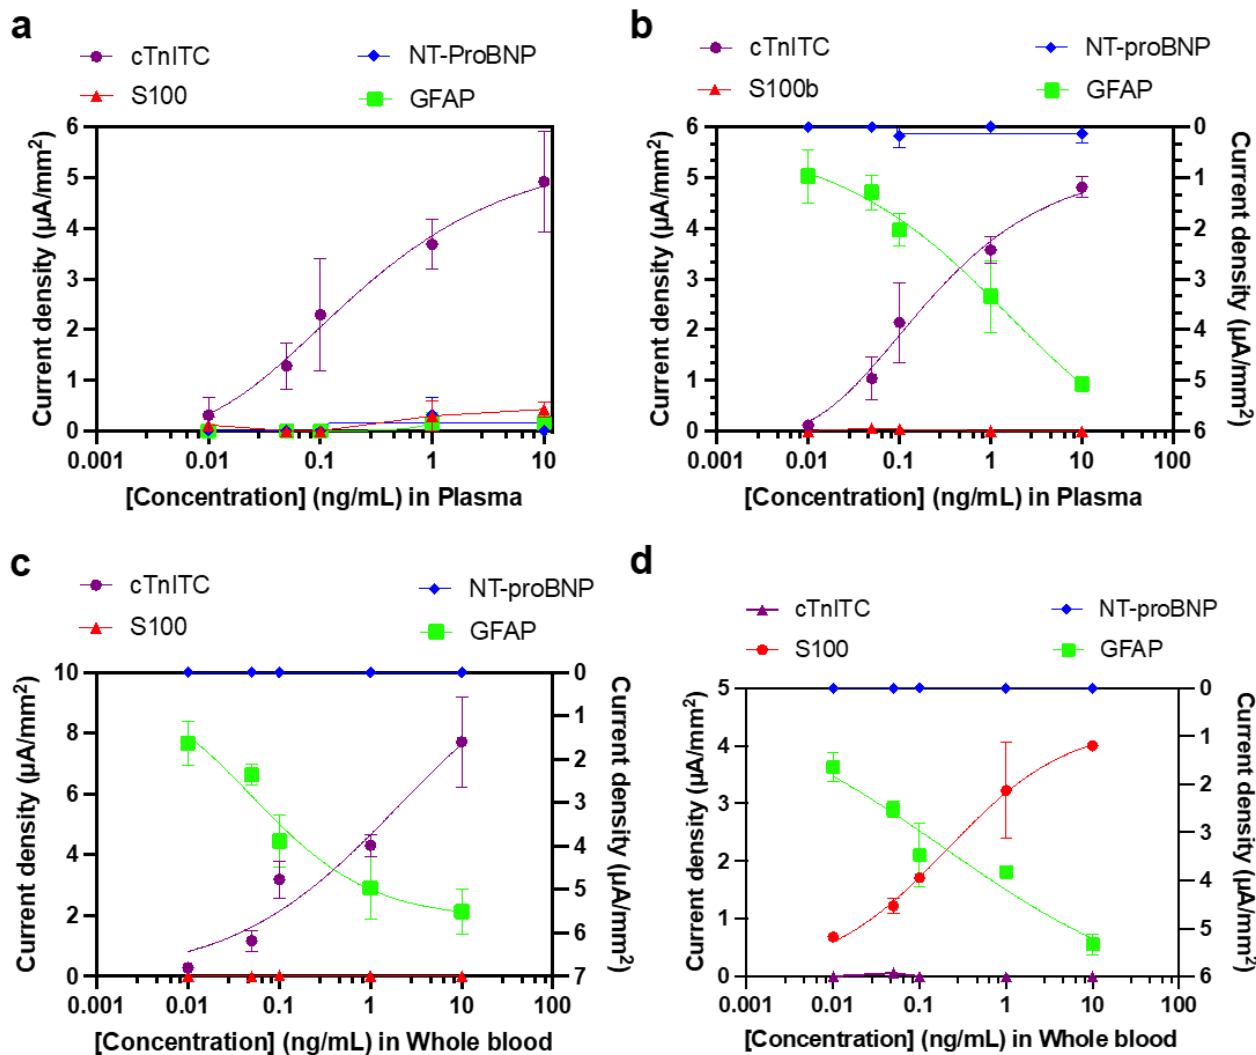 a
cTnITC
NT-ProBNP
S100
GFAP
Current density (µA/mm²)
6
5
4
3
2
1
0
0.001
0.01
0.1
1
10
[Concentration] (ng/mL) in Plasma
b
cTnITC
NT-proBNP
S100b
GFAP
Current density (µA/mm²)
6
5
4
3
2
1
0
0
1
2
3
4
5
6
Current density (µA/mm²)
0.001
0.01
0.1
1
10
100
[Concentration] (ng/mL) in Plasma
c
cTnITC
NT-proBNP
S100
GFAP
Current density (µA/mm²)
10
8
6
4
2
0
0
1
2
3
4
5
6
7
Current density (µA/mm²)
0.001
0.01
0.1
1
10
100
[Concentration] (ng/mL) in Whole blood
d
cTnITC
NT-proBNP
S100
GFAP
Current density (µA/mm²)
5
4
3
2
1
0
0
1
2
3
4
5
6
Current density (µA/mm²)
0.001
0.01
0.1
1
10
100
[Concentration] (ng/mL) in Whole blood